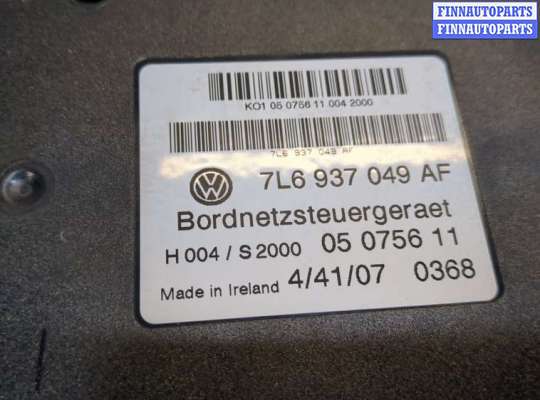 FINNAUTOPARTS
FINNAUTOPARTS
KO1 05 0756 11 004 2000
7L6 937 049 AF
7L6 937 049 AF
Bordnetzsteuergeraet
H 004 / S 2000 05 0756 11
Made in Ireland 4/41/07 0368